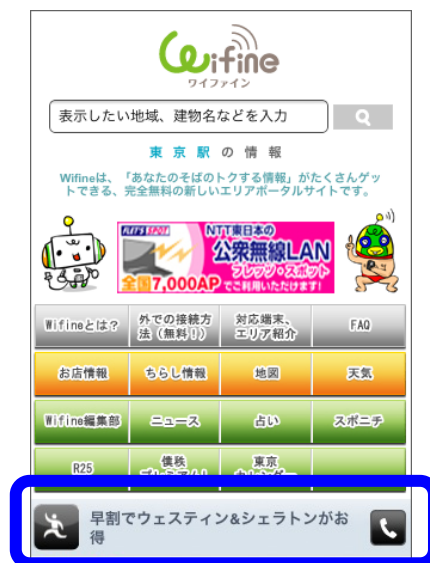 Wifine
ワイファイン
表示したい地域、建物名などを入力
東京駅の情報
Wifineは、「あなたのそばのトクする情報」がたくさんゲッ
トできる、完全無料の新しいエリアポータルサイトです。
FLET'S SPOT
NTT東日本の
公衆無線LAN
フレッツ・スポット
全国7,000APでご利用いただけます!
Wifineとは?
外での接続方
法(無料!)
対応端末、
エリア紹介
FAQ
お店情報
ちらし情報
地図
天気
Wifine編集部
ニュース
占い
スポニチ
R25
僕秩
東京
早割でウェスティン&シェラトンがお
得